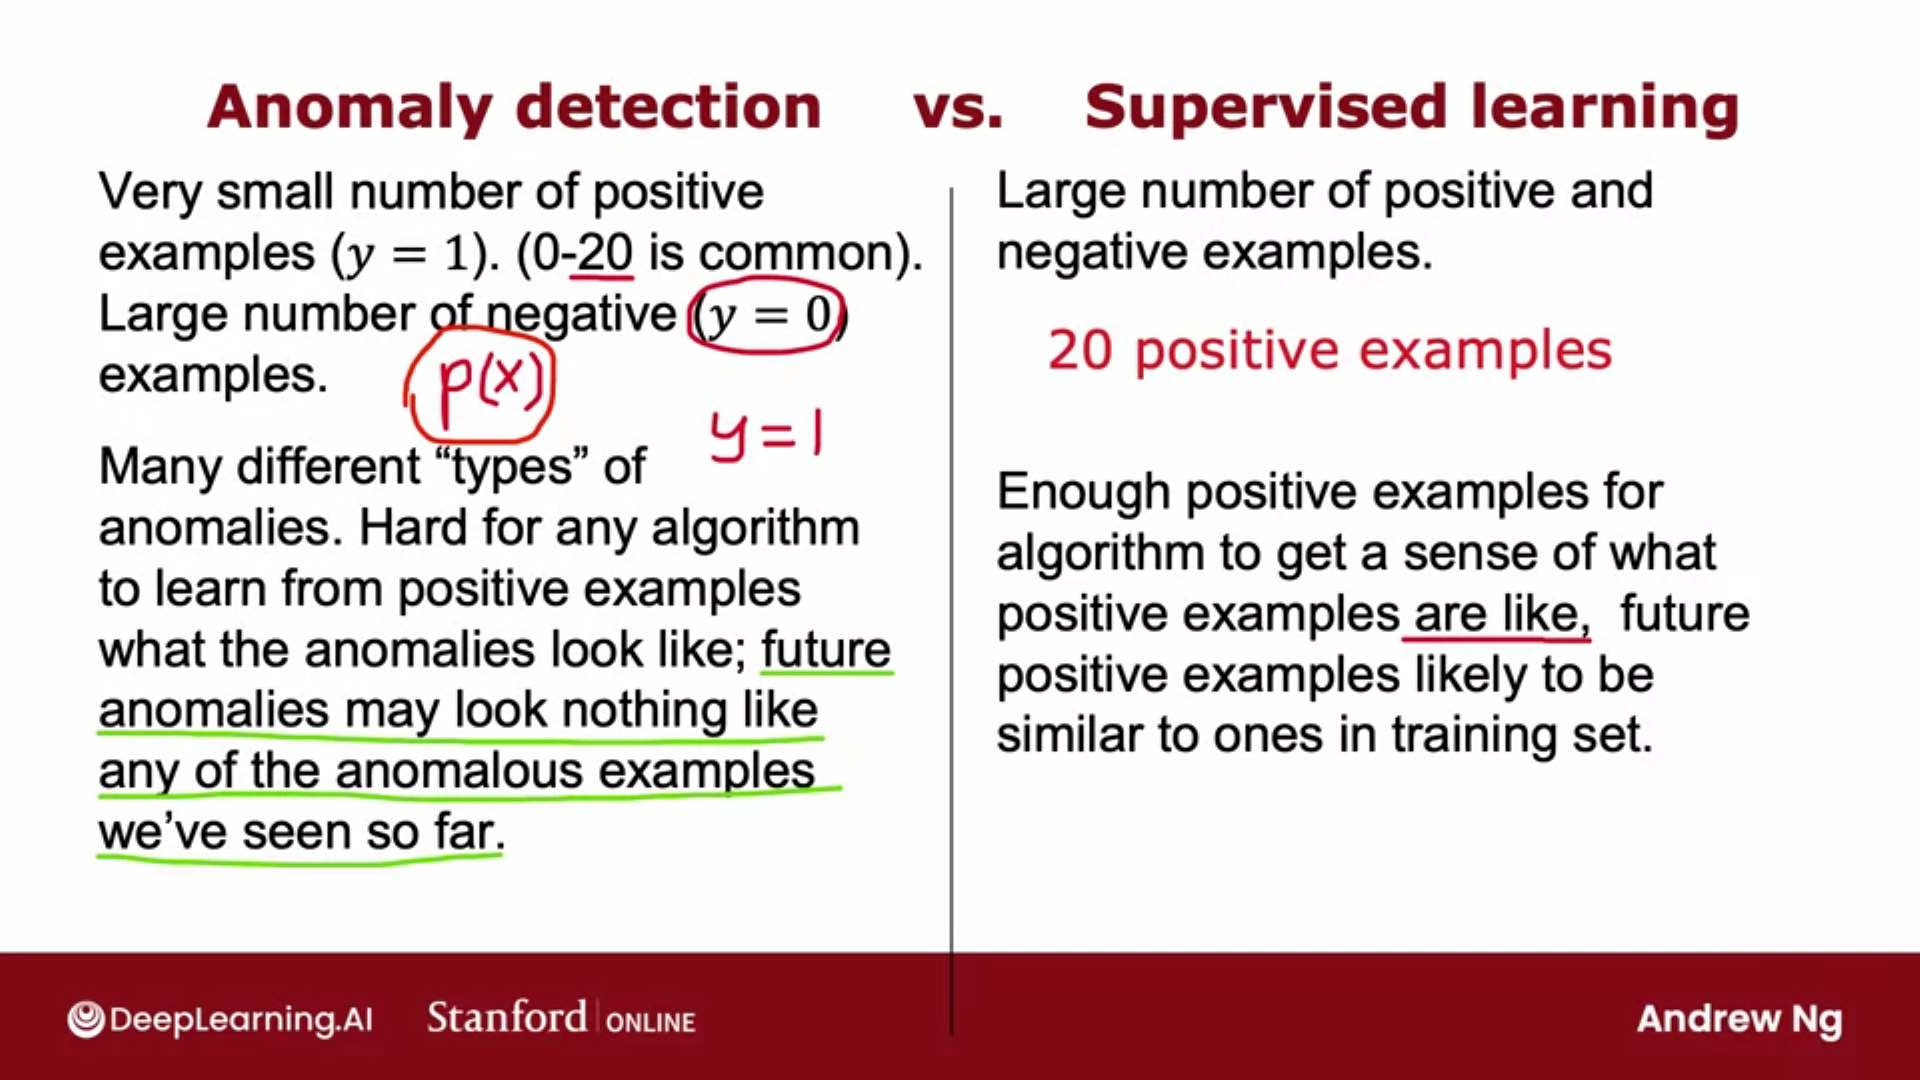 Anomaly detection vs. Supervised learning
Very small number of positive
examples (y = 1). (0-20 is common).
Large number of negative (y = 0)
examples.
p(x)
y=1
Many different “types” of
anomalies. Hard for any algorithm
to learn from positive examples
what the anomalies look like; future
anomalies may look nothing like
any of the anomalous examples
we’ve seen so far.
Large number of positive and
negative examples.
20 positive examples
Enough positive examples for
algorithm to get a sense of what
positive examples are like, future
positive examples likely to be
similar to ones in training set.
DeepLearning.AI
Stanford | ONLINE
Andrew Ng